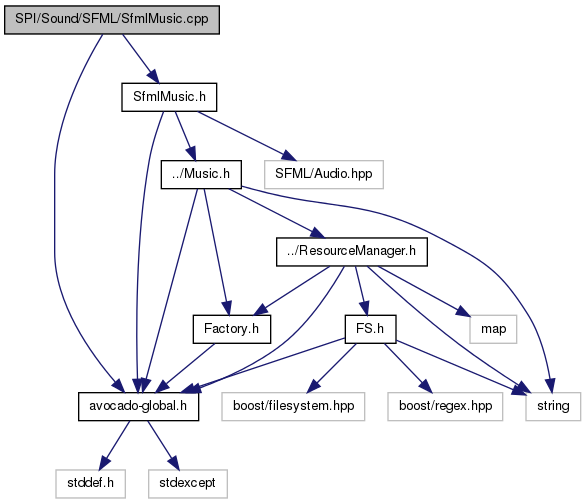 SPI/Sound/SFML/SfmlMusic.cpp
SfmlMusic.h
../Music.h
SFML/Audio.hpp
../ResourceManager.h
Factory.h
FS.h
map
avocado-global.h
boost/filesystem.hpp
boost/regex.hpp
string
stddef.h
stdexcept